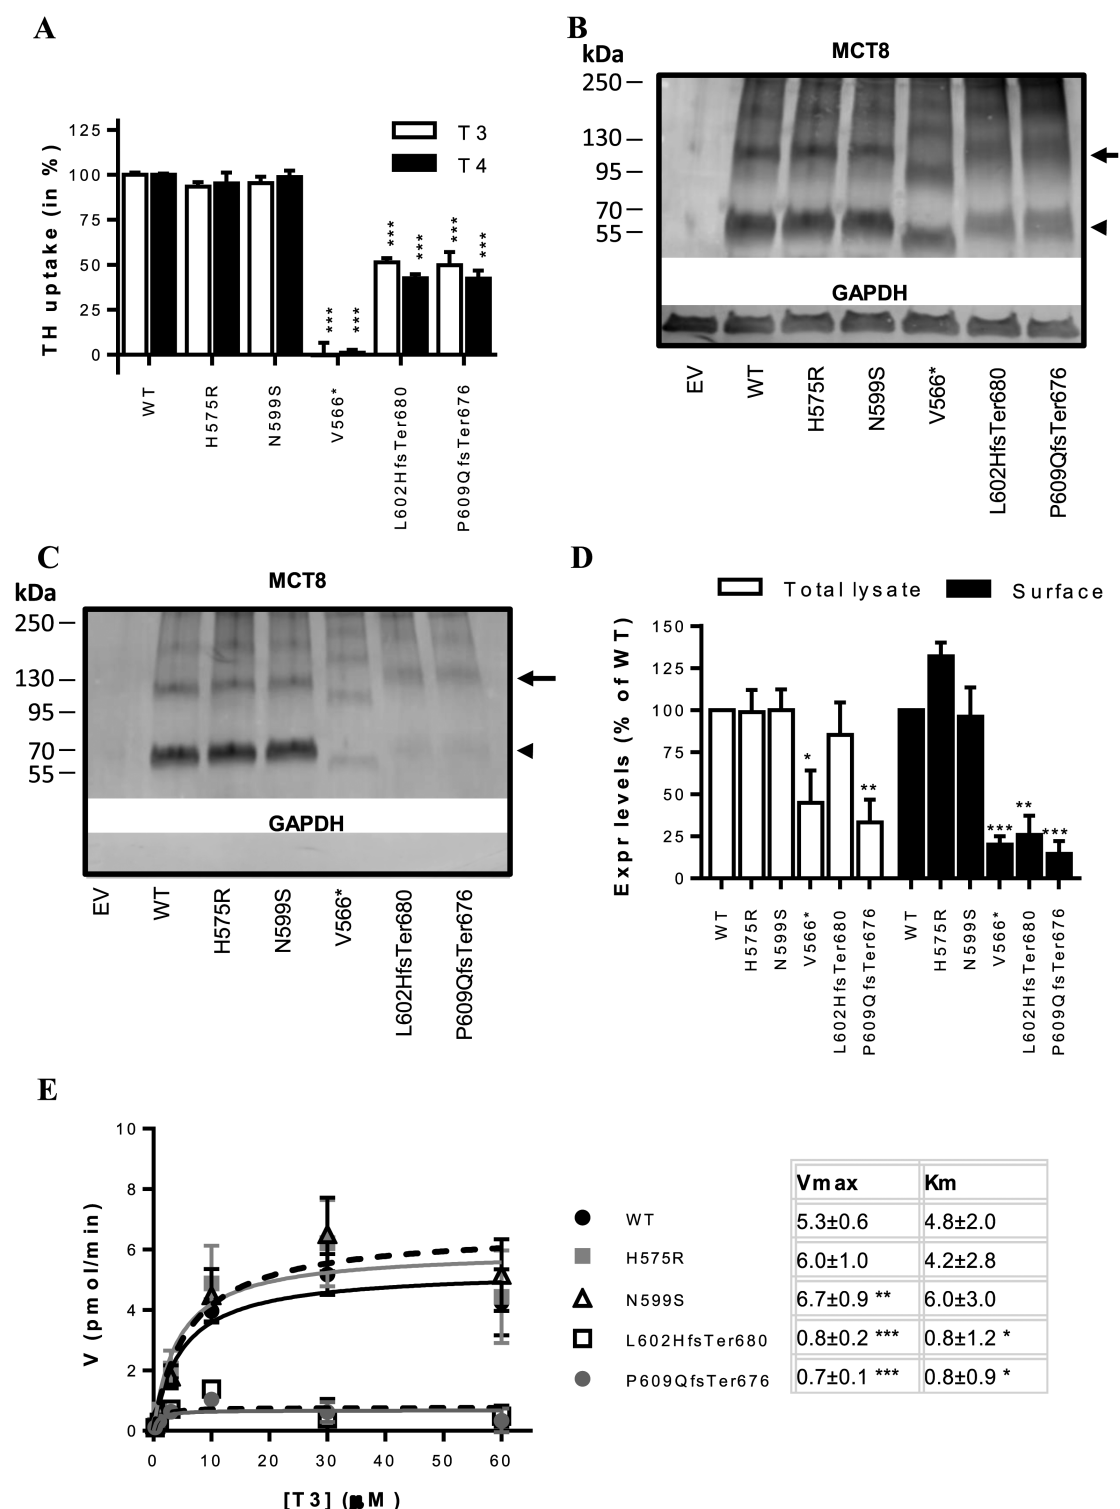 A
TH uptake (in %)
125
100
75
50
25
0
T3
T4
***
***
***
***
***
***
WT
H575R
N599S
V566*
L602HfsTer680
P609QfsTer676
B
kDa
MCT8
250
130
95
70
55
GAPDH
EV
WT
H575R
N599S
V566*
L602HfsTer680
P609QfsTer676
C
kDa
MCT8
250
130
95
70
55
GAPDH
EV
WT
H575R
N599S
V566*
L602HfsTer680
P609QfsTer676
D
Total lysate
Surface
Expr levels (% of WT)
150
125
100
75
50
25
0
*
**
***
**
***
WT
H575R
N599S
V566*
L602HfsTer680
P609QfsTer676
WT
H575R
N599S
V566*
L602HfsTer680
P609QfsTer676
E
V (pmol/min)
10
8
6
4
2
0
0 10 20 30 40 50 60
[T3] (µM)
WT
H575R
N599S
L602HfsTer680
P609QfsTer676
Vmax Km
5.3±0.6 4.8±2.0
6.0±1.0 4.2±2.8
6.7±0.9 ** 6.0±3.0
0.8±0.2 *** 0.8±1.2 *
0.7±0.1 *** 0.8±0.9 *